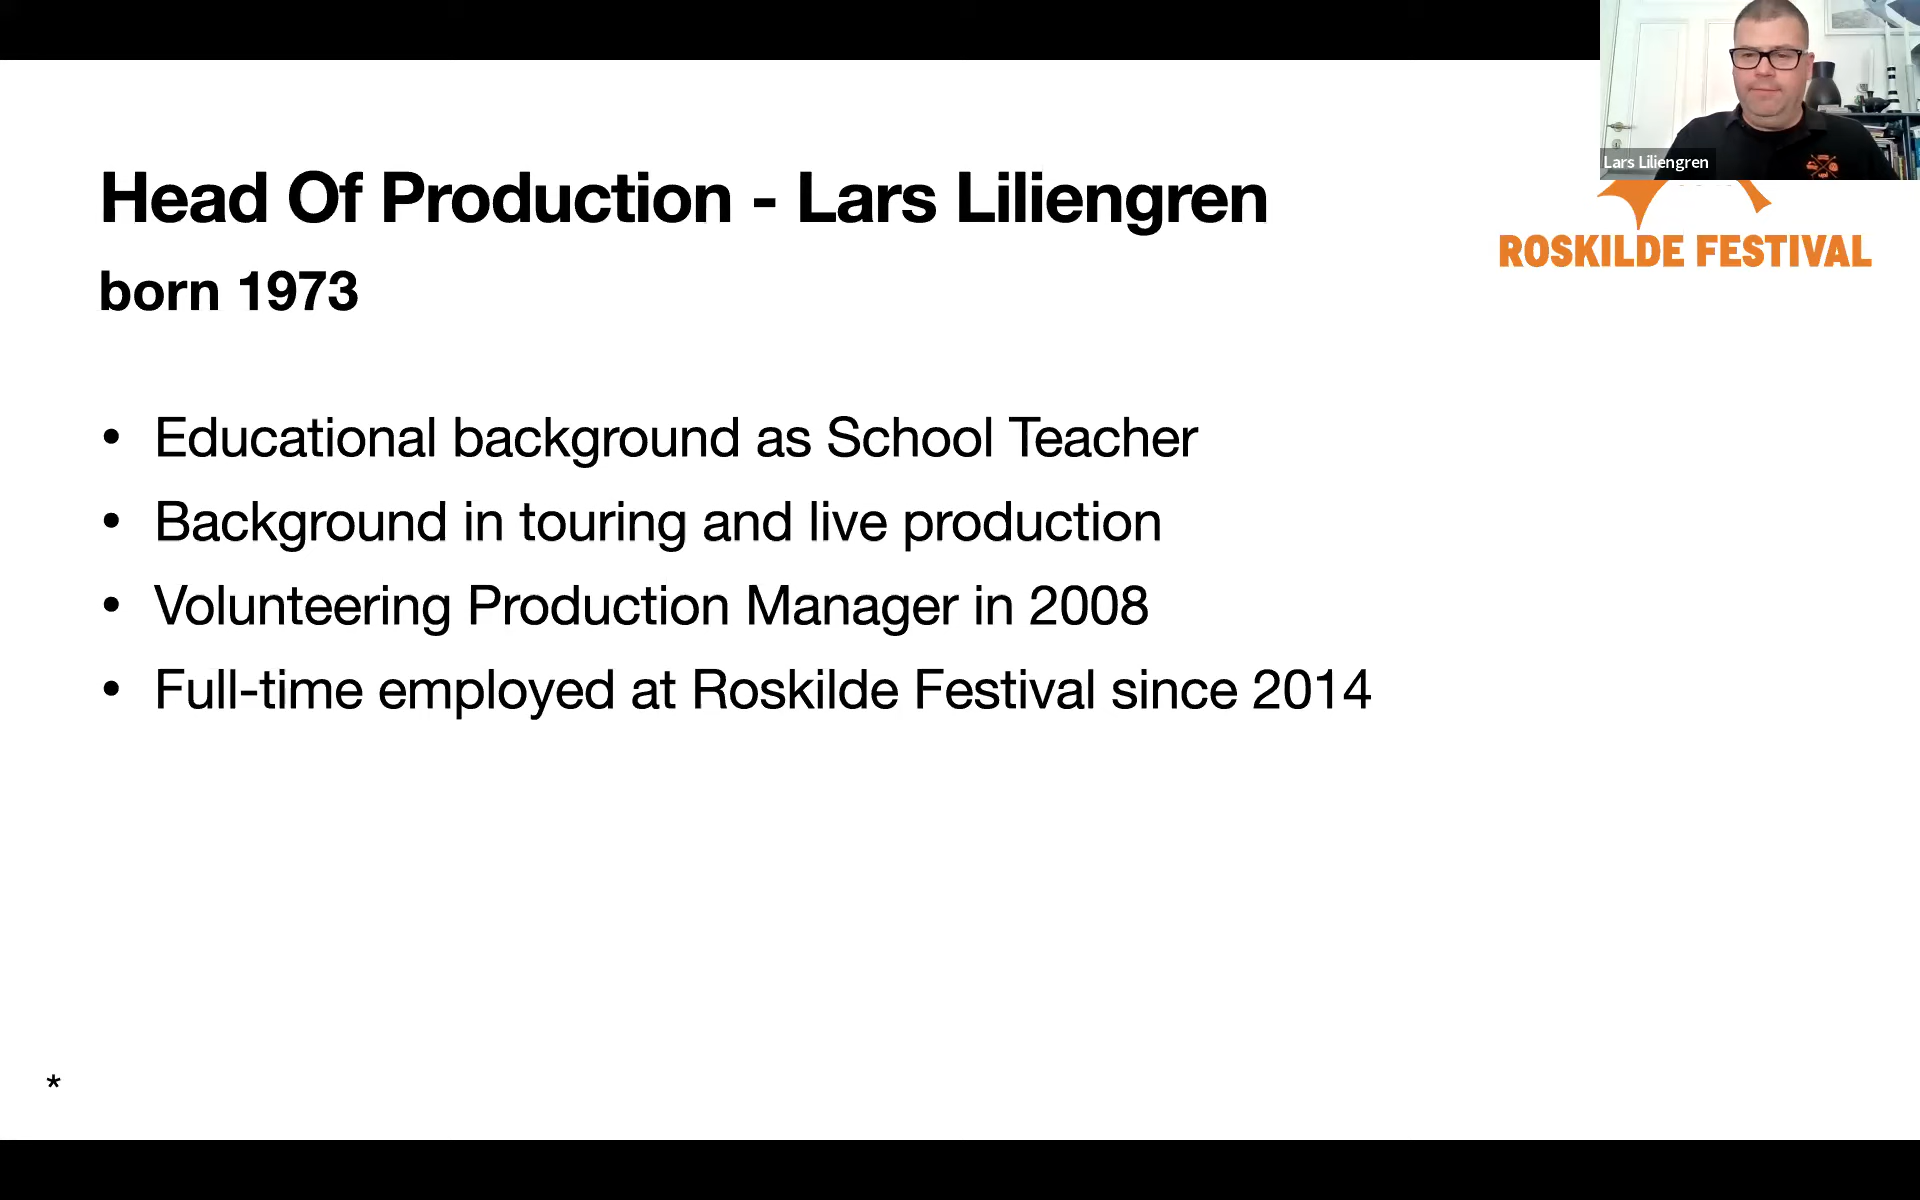 Lars Liliengren
Head Of Production - Lars Liliengren
ROSKILDE FESTIVAL
born 1973
• Educational background as School Teacher
• Background in touring and live production
• Volunteering Production Manager in 2008
• Full-time employed at Roskilde Festival since 2014
*